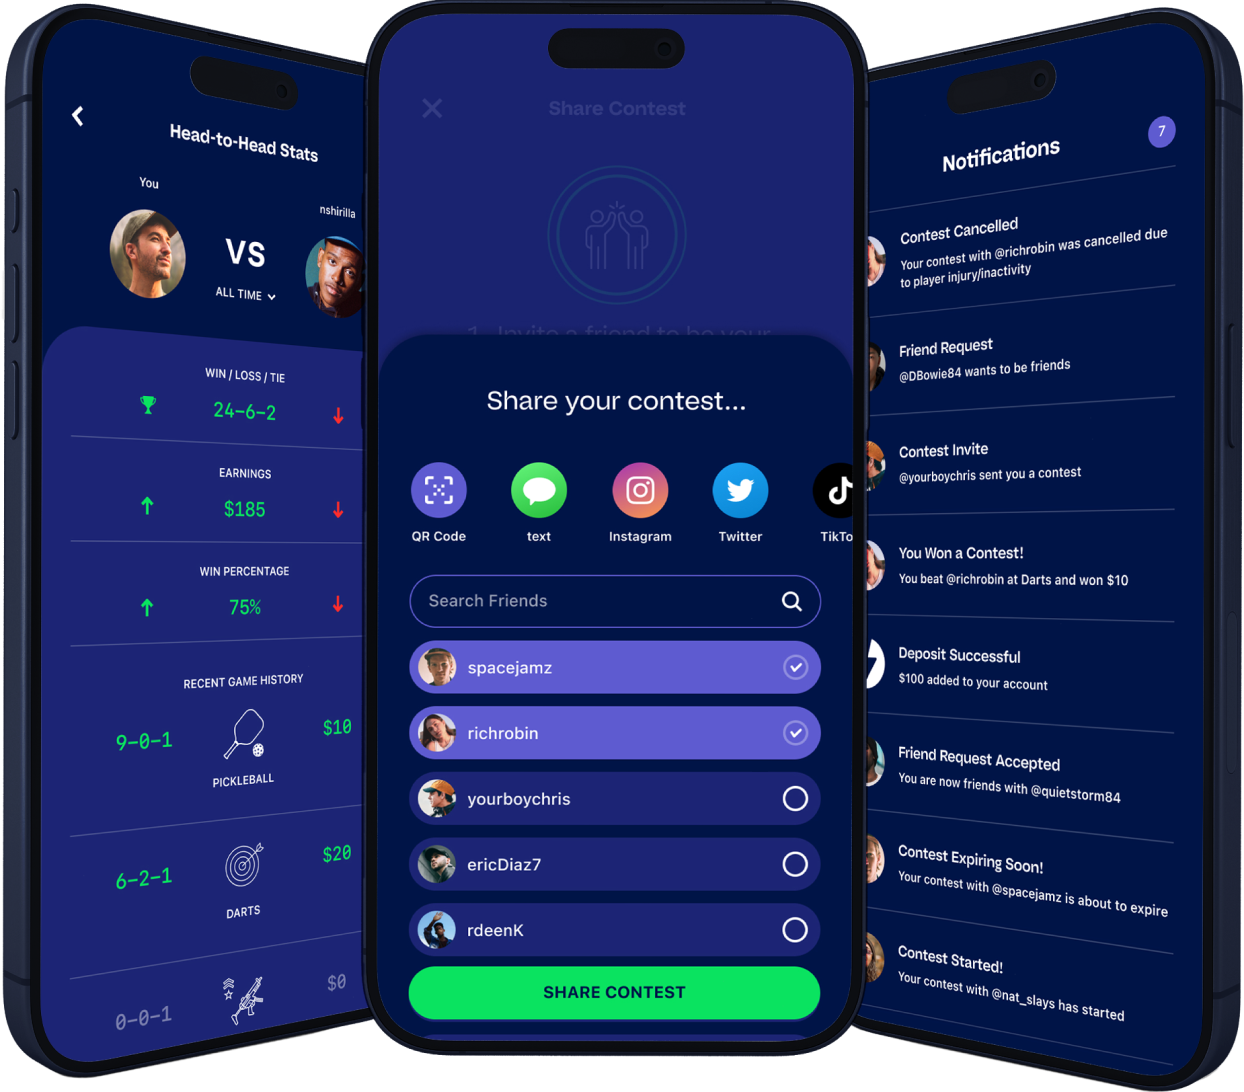 Head-to-Head Stats
You
nshirilla
VS
ALL TIME
WIN / LOSS / TIE
24-6-2
EARNINGS
$185
WIN PERCENTAGE
75%
RECENT GAME HISTORY
9-0-1
$10
PICKLEBALL
6-2-1
$20
DARTS
0-0-1
$0
Share Contest
1. Invite a friend to be your
Share your contest...
QR Code
text
Instagram
Twitter
TikTo
Search Friends
spacejamz
richrobin
yourboychris
ericDiaz7
rdeenK
SHARE CONTEST
Notifications
7
Contest Cancelled
Your contest with @richrobin was cancelled due
to player injury/inactivity
Friend Request
@DBowie84 wants to be friends
Contest Invite
@yourboychris sent you a contest
You Won a Contest!
You beat @richrobin at Darts and won $10
Deposit Successful
$100 added to your account
Friend Request Accepted
You are now friends with @quietstorm84
Contest Expiring Soon!
Your contest with @spacejamz is about to expire
Contest Started!
Your contest with @nat_slays has started